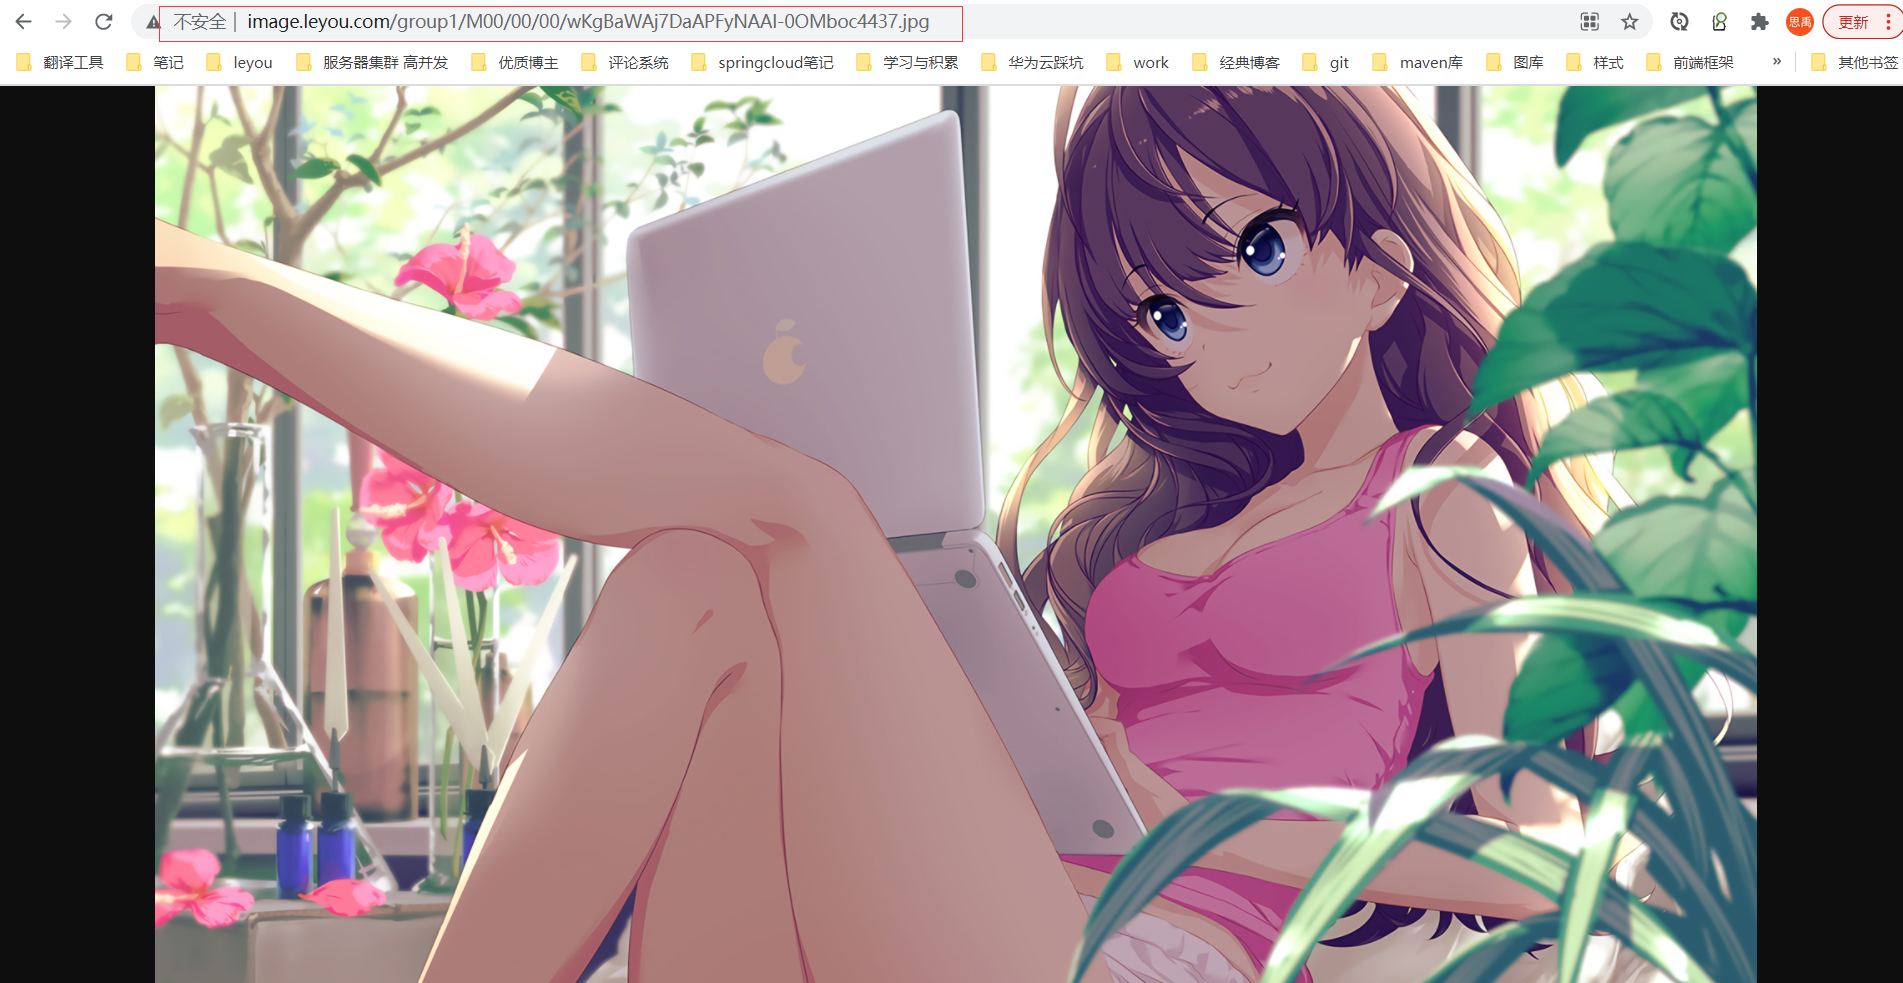 不安全 | image.leyou.com/group1/M00/00/00/wKgBaWAj7DaAPFyNAAI-0OMboc4437.jpg 思禹 更新
翻译工具 笔记 leyou 服务器集群 高并发 优质博主 评论系统 springcloud笔记 学习与积累 华为云踩坑 work 经典博客 git maven库 图库 样式 前端框架 » 其他书签